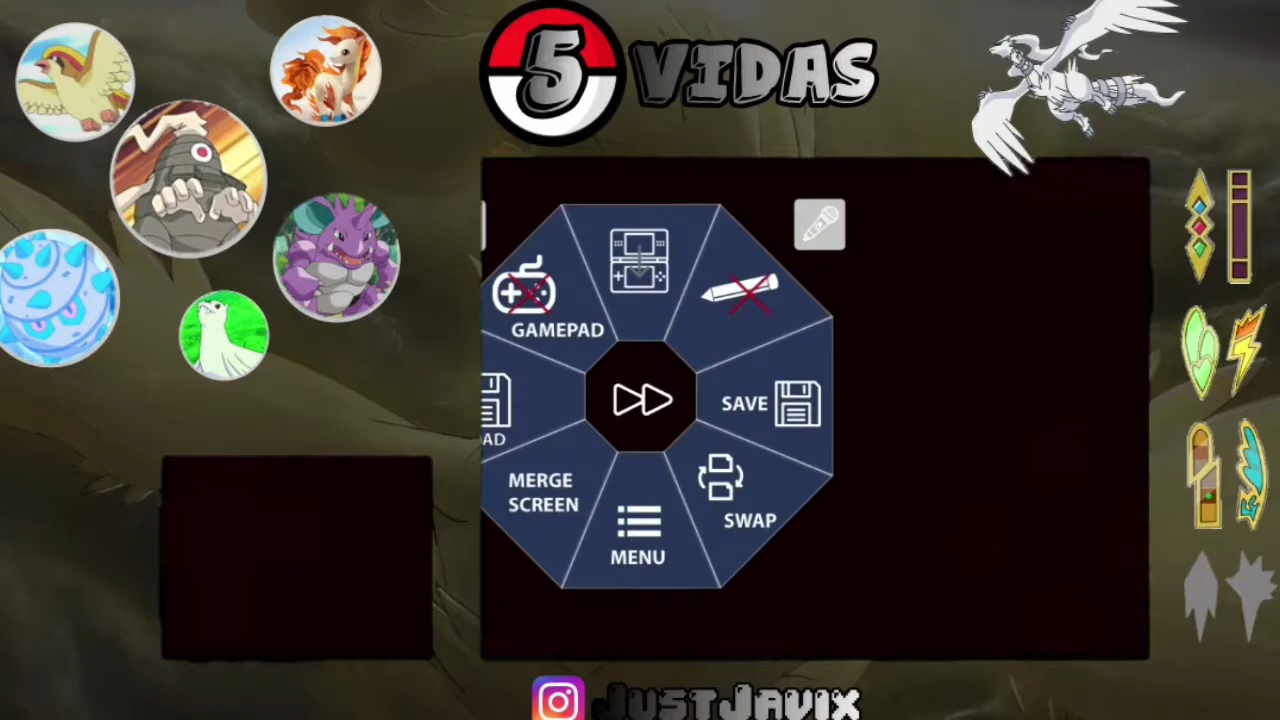 5 VIDAS
GAMEPAD
SAVE
AD
MERGE
SCREEN
SWAP
MENU
JUSTJAVIX